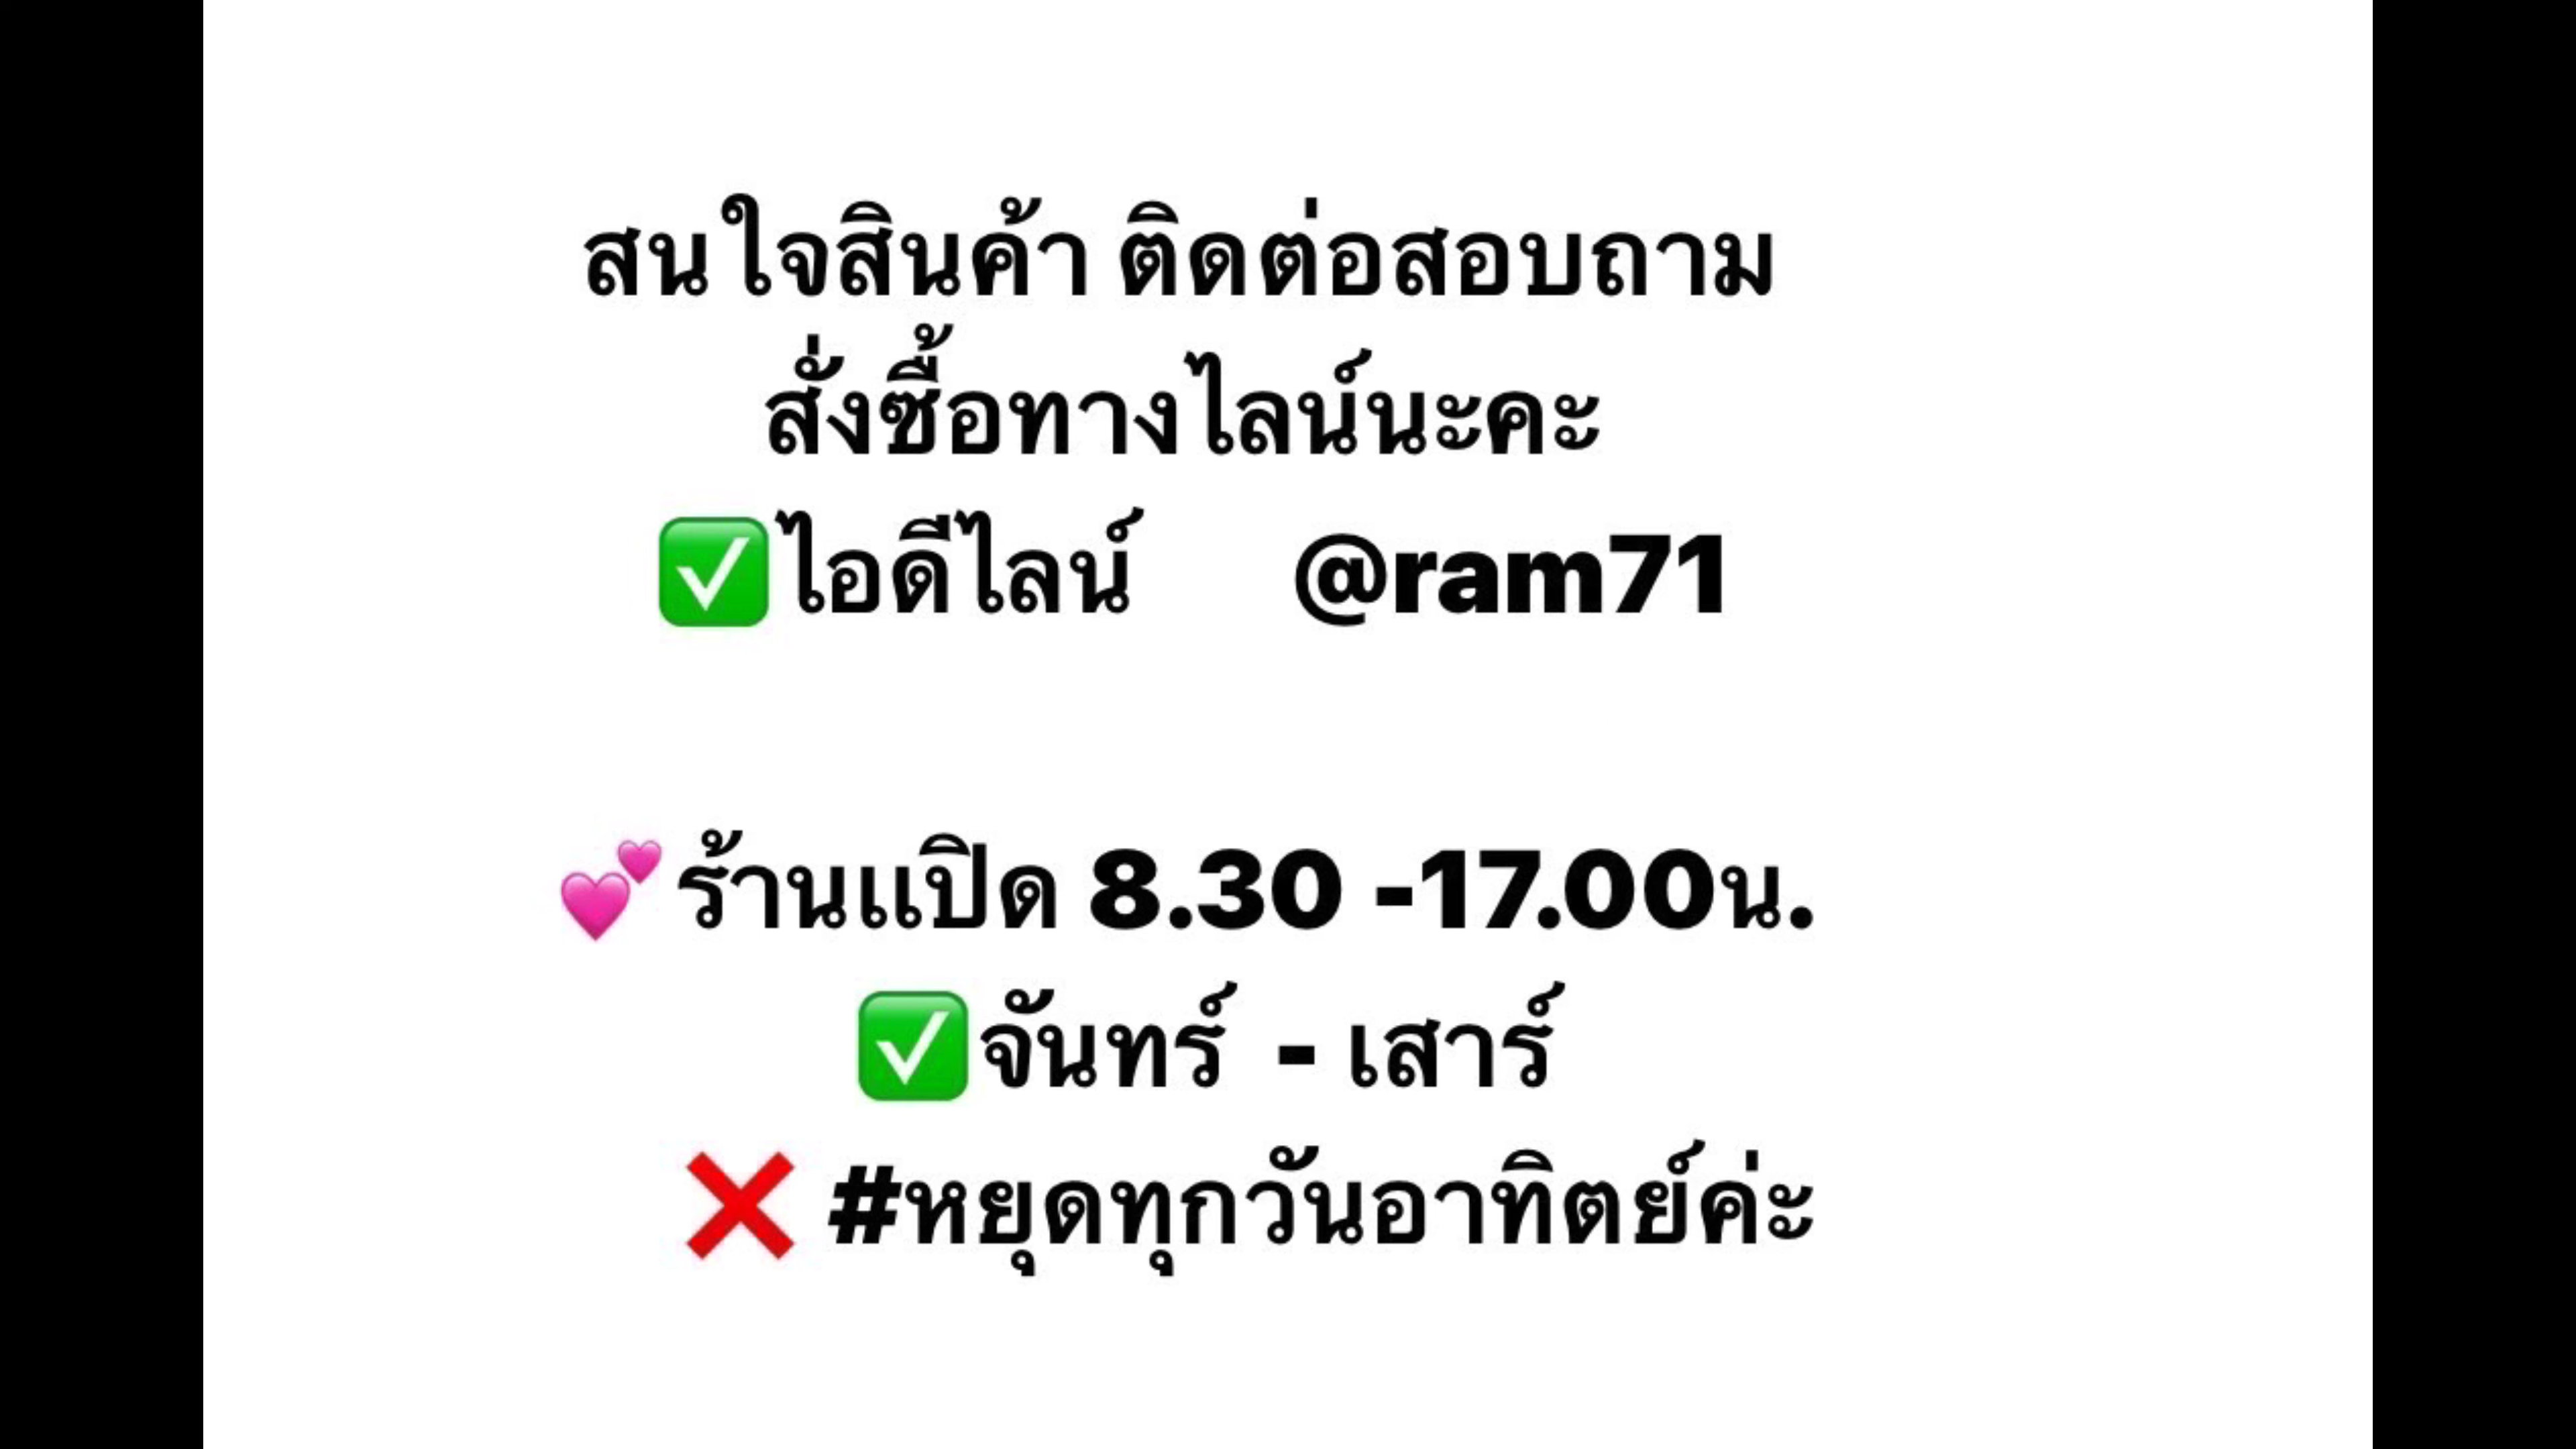 สนใจสินค้า ติดต่อสอบถาม
สั่งซื้อทางไลน์นะคะ
✅ไอดีไลน์ @ram71
💕ร้านเเปิด 8.30 -17.00น.
✅จันทร์ - เสาร์
❌ #หยุดทุกวันอาทิตย์ค่ะ